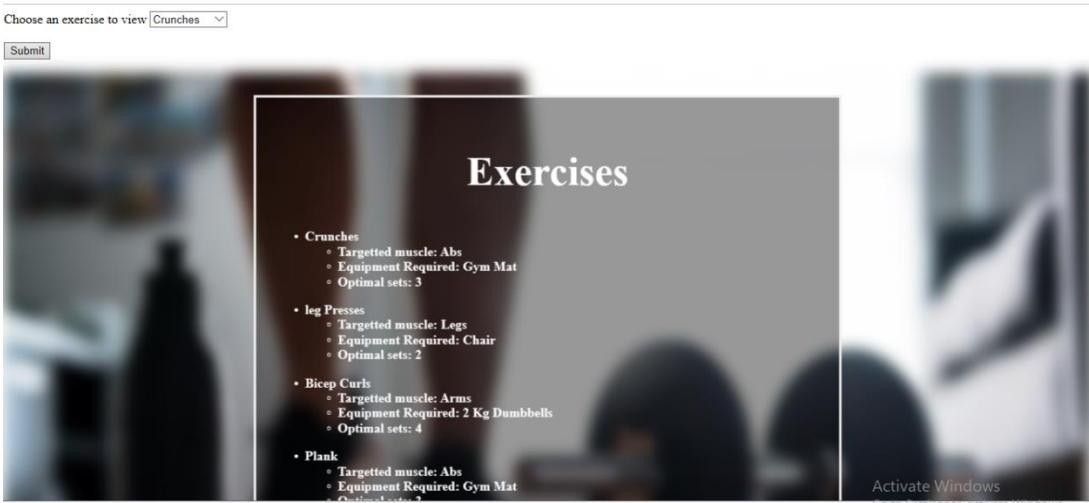 Choose an exercise to view Crunches
Submit
Exercises
• Crunches
◦ Targetted muscle: Abs
◦ Equipment Required: Gym Mat
◦ Optimal sets: 3
• leg Presses
◦ Targetted muscle: Legs
◦ Equipment Required: Chair
◦ Optimal sets: 2
• Bicep Curls
◦ Targetted muscle: Arms
◦ Equipment Required: 2 Kg Dumbbells
◦ Optimal sets: 4
• Plank
◦ Targetted muscle: Abs
◦ Equipment Required: Gym Mat
◦ Optimal sets:
Activate Windows